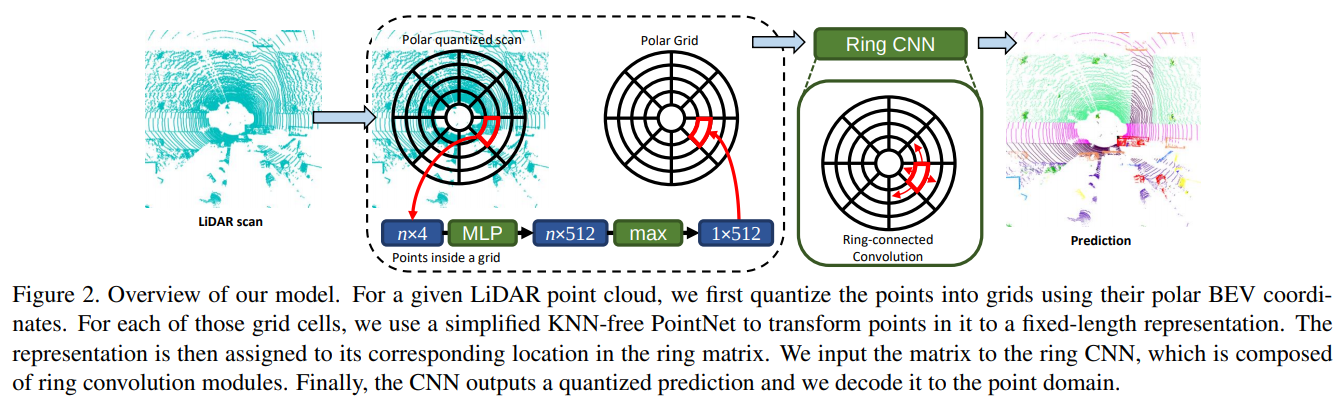 Polar quantized scan
Polar Grid
Ring CNN
LiDAR scan
n×4
MLP
n×512
max
1×512
Points inside a grid
Ring-connected
Convolution
Prediction
Figure 2. Overview of our model. For a given LiDAR point cloud, we first quantize the points into grids using their polar BEV coordi-
nates. For each of those grid cells, we use a simplified KNN-free PointNet to transform points in it to a fixed-length representation. The
representation is then assigned to its corresponding location in the ring matrix. We input the matrix to the ring CNN, which is composed
of ring convolution modules. Finally, the CNN outputs a quantized prediction and we decode it to the point domain.